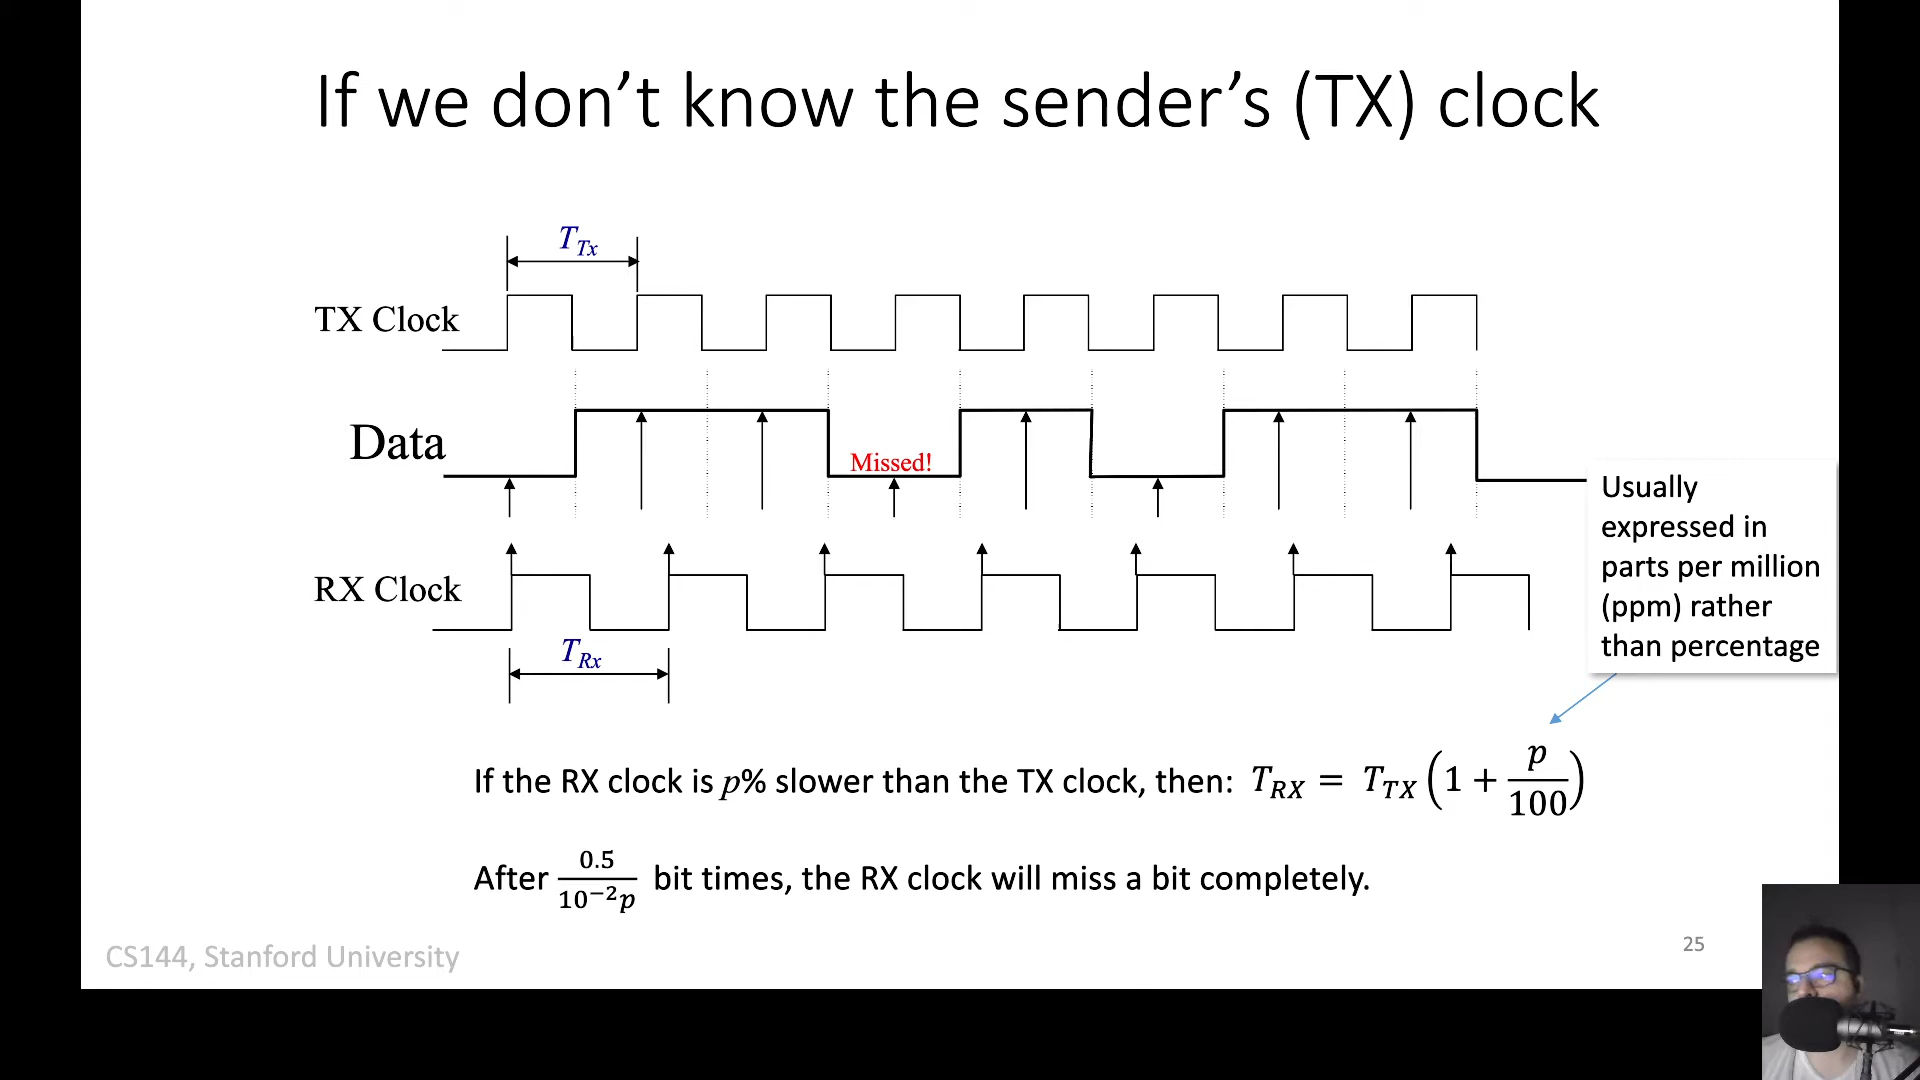 If we don’t know the sender’s (TX) clock
T_Tx
TX Clock
Data
Missed!
RX Clock
T_Rx
Usually
expressed in
parts per million
(ppm) rather
than percentage
If the RX clock is p% slower than the TX clock, then: T_RX = T_TX (1 + p/100)
After 0.5/10⁻²p bit times, the RX clock will miss a bit completely.
CS144, Stanford University
25